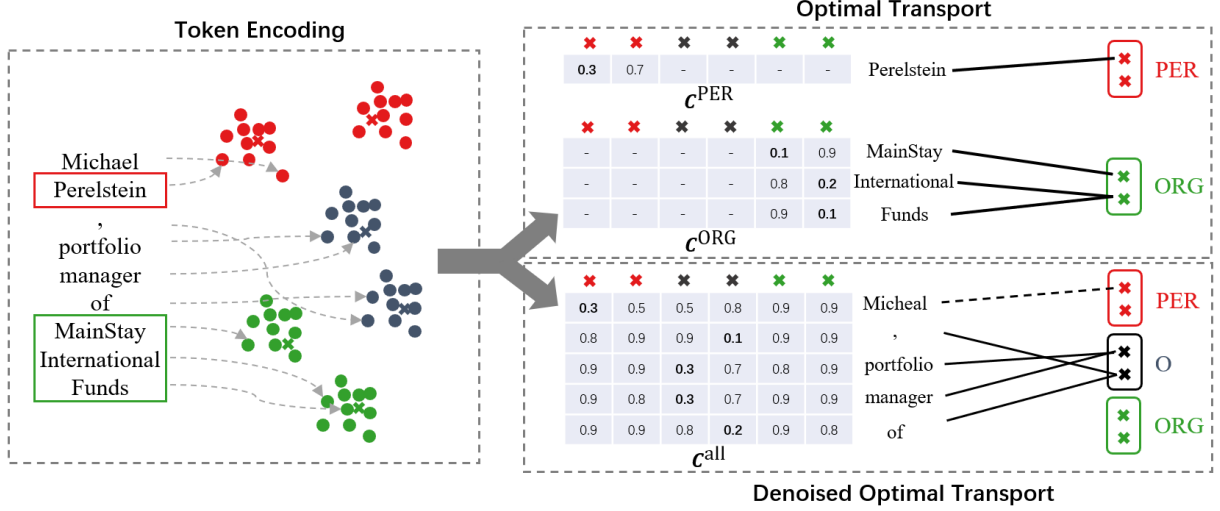 Token Encoding
Michael
Perelstein
,
portfolio
manager
of
MainStay
International
Funds
Optimal Transport
0.3 0.7 - - - -
C^PER
Perelstein
PER
- - - - 0.1 0.9
- - - - 0.8 0.2
- - - - 0.9 0.1
C^ORG
MainStay
International
Funds
ORG
0.3 0.5 0.5 0.8 0.9 0.9
0.8 0.9 0.9 0.1 0.9 0.9
0.9 0.9 0.3 0.7 0.8 0.9
0.9 0.8 0.3 0.7 0.9 0.9
0.9 0.9 0.8 0.2 0.9 0.8
C^all
Micheal
,
portfolio
manager
of
PER
O
ORG
Denoised Optimal Transport